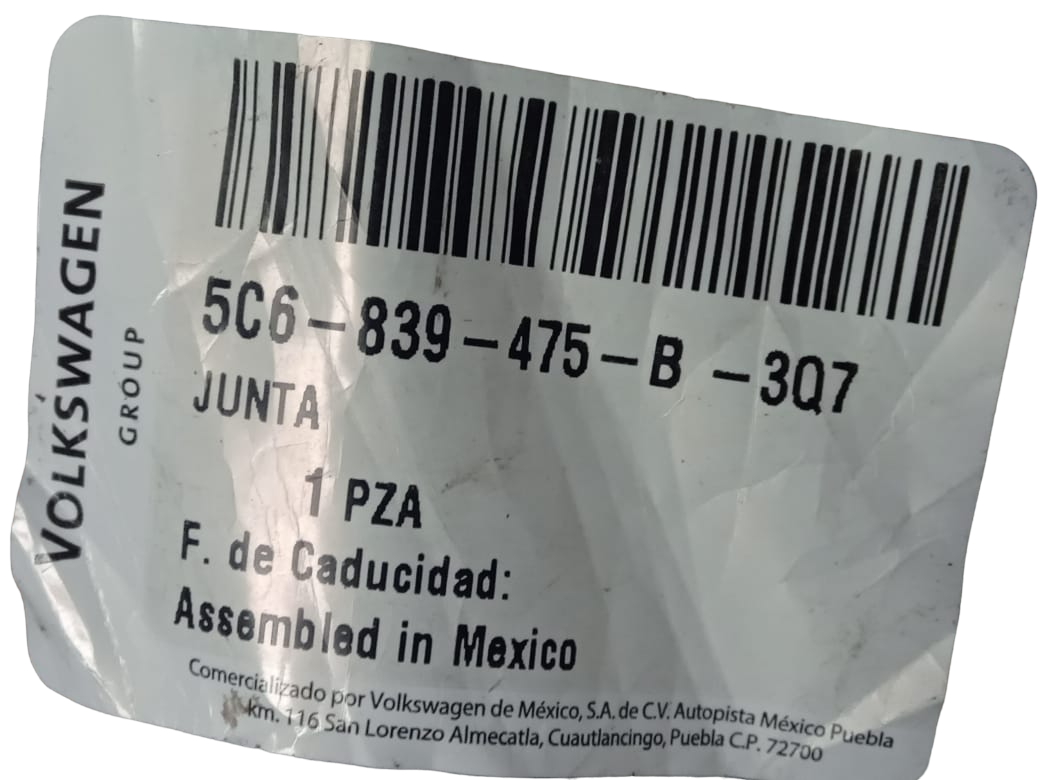 VOLKSWAGEN
GROUP
5C6-839-475-B -3Q7
JUNTA
1 PZA
F. de Caducidad:
Assembled in Mexico
Comercializado por Volkswagen de México, S.A. de C.V. Autopista México Puebla
km. 116 San Lorenzo Almecatla, Cuautlancingo, Puebla C.P. 72700